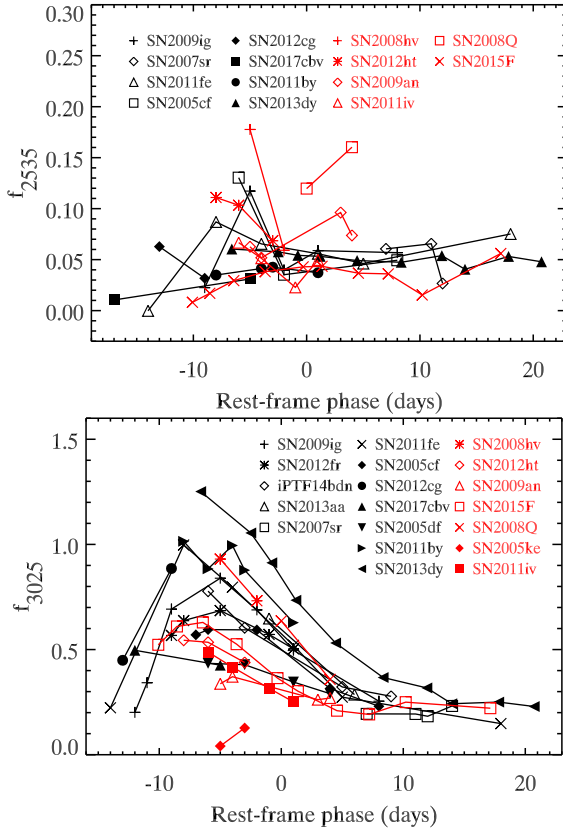 0.30
0.25
0.20
0.15
0.10
0.05
0.00
f2535
SN2009ig
SN2007sr
SN2011fe
SN2005cf
SN2012cg
SN2017cbv
SN2011by
SN2013dy
SN2008hv
SN2012ht
SN2009an
SN2011iv
SN2008Q
SN2015F
-10
0
10
20
Rest-frame phase (days)
1.5
1.0
0.5
0.0
f3025
SN2009ig
SN2012fr
iPTF14bdn
SN2013aa
SN2007sr
SN2011fe
SN2005cf
SN2012cg
SN2017cbv
SN2005df
SN2011by
SN2013dy
SN2008hv
SN2012ht
SN2009an
SN2015F
SN2008Q
SN2005ke
SN2011iv
-10
0
10
20
Rest-frame phase (days)